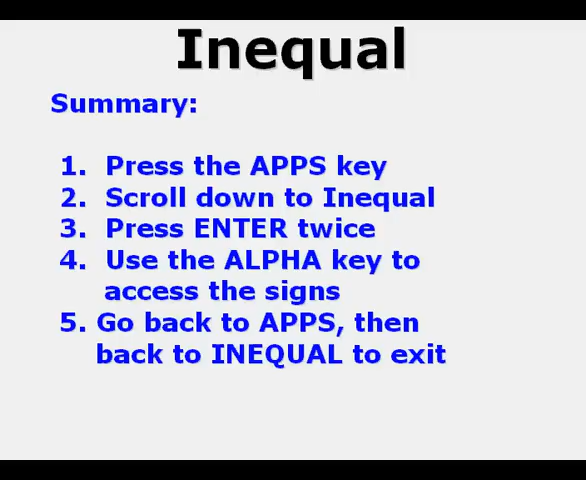 Inequal
Summary:
1. Press the APPS key
2. Scroll down to Inequal
3. Press ENTER twice
4. Use the ALPHA key to
access the signs
5. Go back to APPS, then
back to INEQUAL to exit